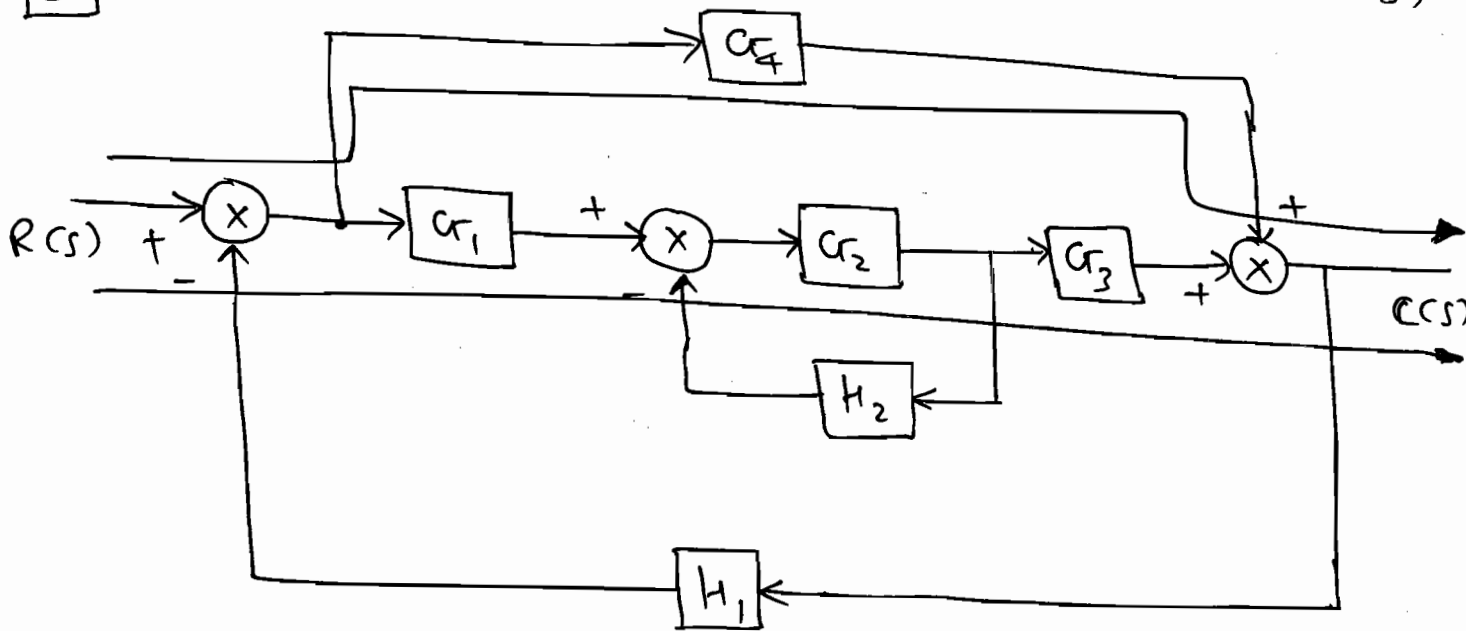 G4
R(s) + G1 + G2 G3 + +
- - C(s)
H2
H1